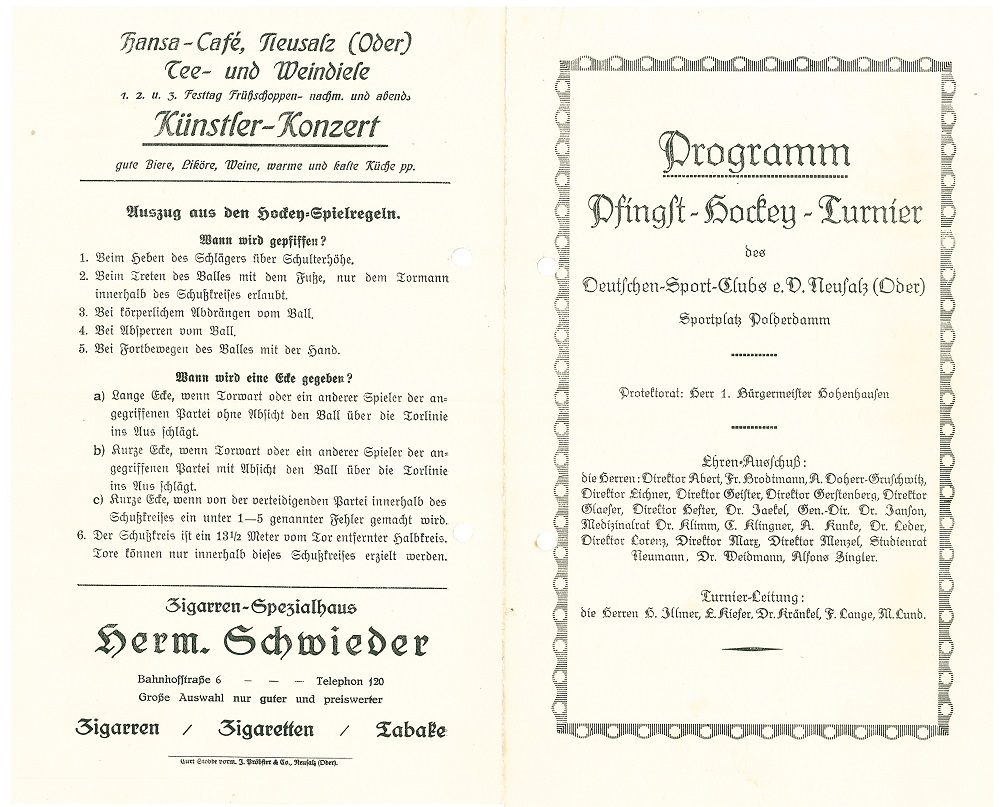 Hansa-Café, Neusalz (Oder)
Tee- und Weindiele
1. 2. u. 3. Festtag Frühschoppen- nachm. und abends
Künstler-Konzert
gute Biere, Liköre, Weine, warme und kalte Küche pp.
Auszug aus den Hockey-Spielregeln.
Wann wird gepfiffen?
1. Beim Heben des Schlägers über Schulterhöhe.
2. Beim Treten des Balles mit dem Fuße, nur dem Tormann
innerhalb des Schußkreises erlaubt.
3. Bei körperlichem Abdrängen vom Ball.
4. Bei Absperren vom Ball.
5. Bei Fortbewegen des Balles mit der Hand.
Wann wird eine Ecke gegeben?
a) Lange Ecke, wenn Torwart oder ein anderer Spieler der an-
gegriffenen Partei ohne Absicht den Ball über die Torlinie
ins Aus schlägt.
b) Kurze Ecke, wenn Torwart oder ein anderer Spieler der an-
gegriffenen Partei mit Absicht den Ball über die Torlinie
ins Aus schlägt.
c) Kurze Ecke, wenn von der verteidigenden Partei innerhalb des
Schußkreises ein unter 1—5 genannter Fehler gemacht wird.
6. Der Schußkreis ist ein 13½ Meter vom Tor entfernter Halbkreis.
Tore können nur innerhalb dieses Schußkreises erzielt werden.
Zigarren-Spezialhaus
Herm. Schwieder
Bahnhofstraße 6 — — — Telephon 120
Große Auswahl nur guter und preiswerter
Zigarren / Zigaretten / Tabake
Curt Stobbe vorm. J. Pröbster & Co., Neusalz (Oder).
Programm
Pfingst-Hockey-Turnier
des
Deutschen-Sport-Clubs e.V. Neusalz (Oder)
Sportplatz Polderdamm
Protektorat: Herr 1. Bürgermeister Hohenhausen
Ehren-Ausschuß:
die Herren: Direktor Abert, Fr. Brodtmann, A. Doherr-Gruschwitz,
Direktor Eichner, Direktor Geister, Direktor Gerstenberg, Direktor
Glaeser, Direktor Hester, Dr. Jaekel, Gen.-Dir. Dr. Janson,
Medizinalrat Dr. Klimm, C. Klingner, A. Kunke, Dr. Leder,
Direktor Lorenz, Direktor Marx, Direktor Menzel, Studienrat
Neumann, Dr. Weidmann, Alfons Zingler.
Turnier-Leitung:
die Herren H. Illmer, E. Kiefer, Dr. Kränkel, F. Lange, M. Lund.